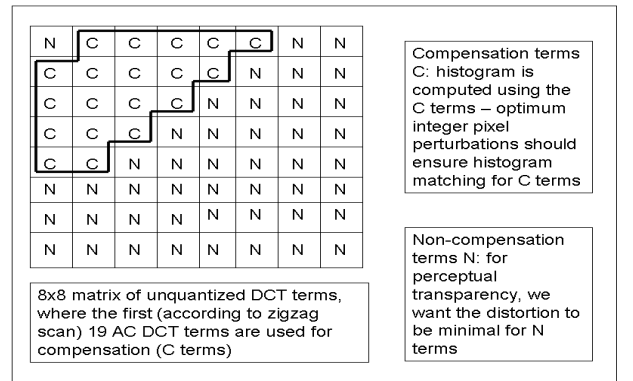 N C C C C C N N
C C C C C N N N
C C C C N N N N
C C C N N N N N
C C N N N N N N
N N N N N N N N
N N N N N N N N
N N N N N N N N
8x8 matrix of unquantized DCT terms,
where the first (according to zigzag
scan) 19 AC DCT terms are used for
compensation (C terms)
Compensation terms
C: histogram is
computed using the
C terms – optimum
integer pixel
perturbations should
ensure histogram
matching for C terms
Non-compensation
terms N: for
perceptual
transparency, we
want the distortion to
be minimal for N
terms